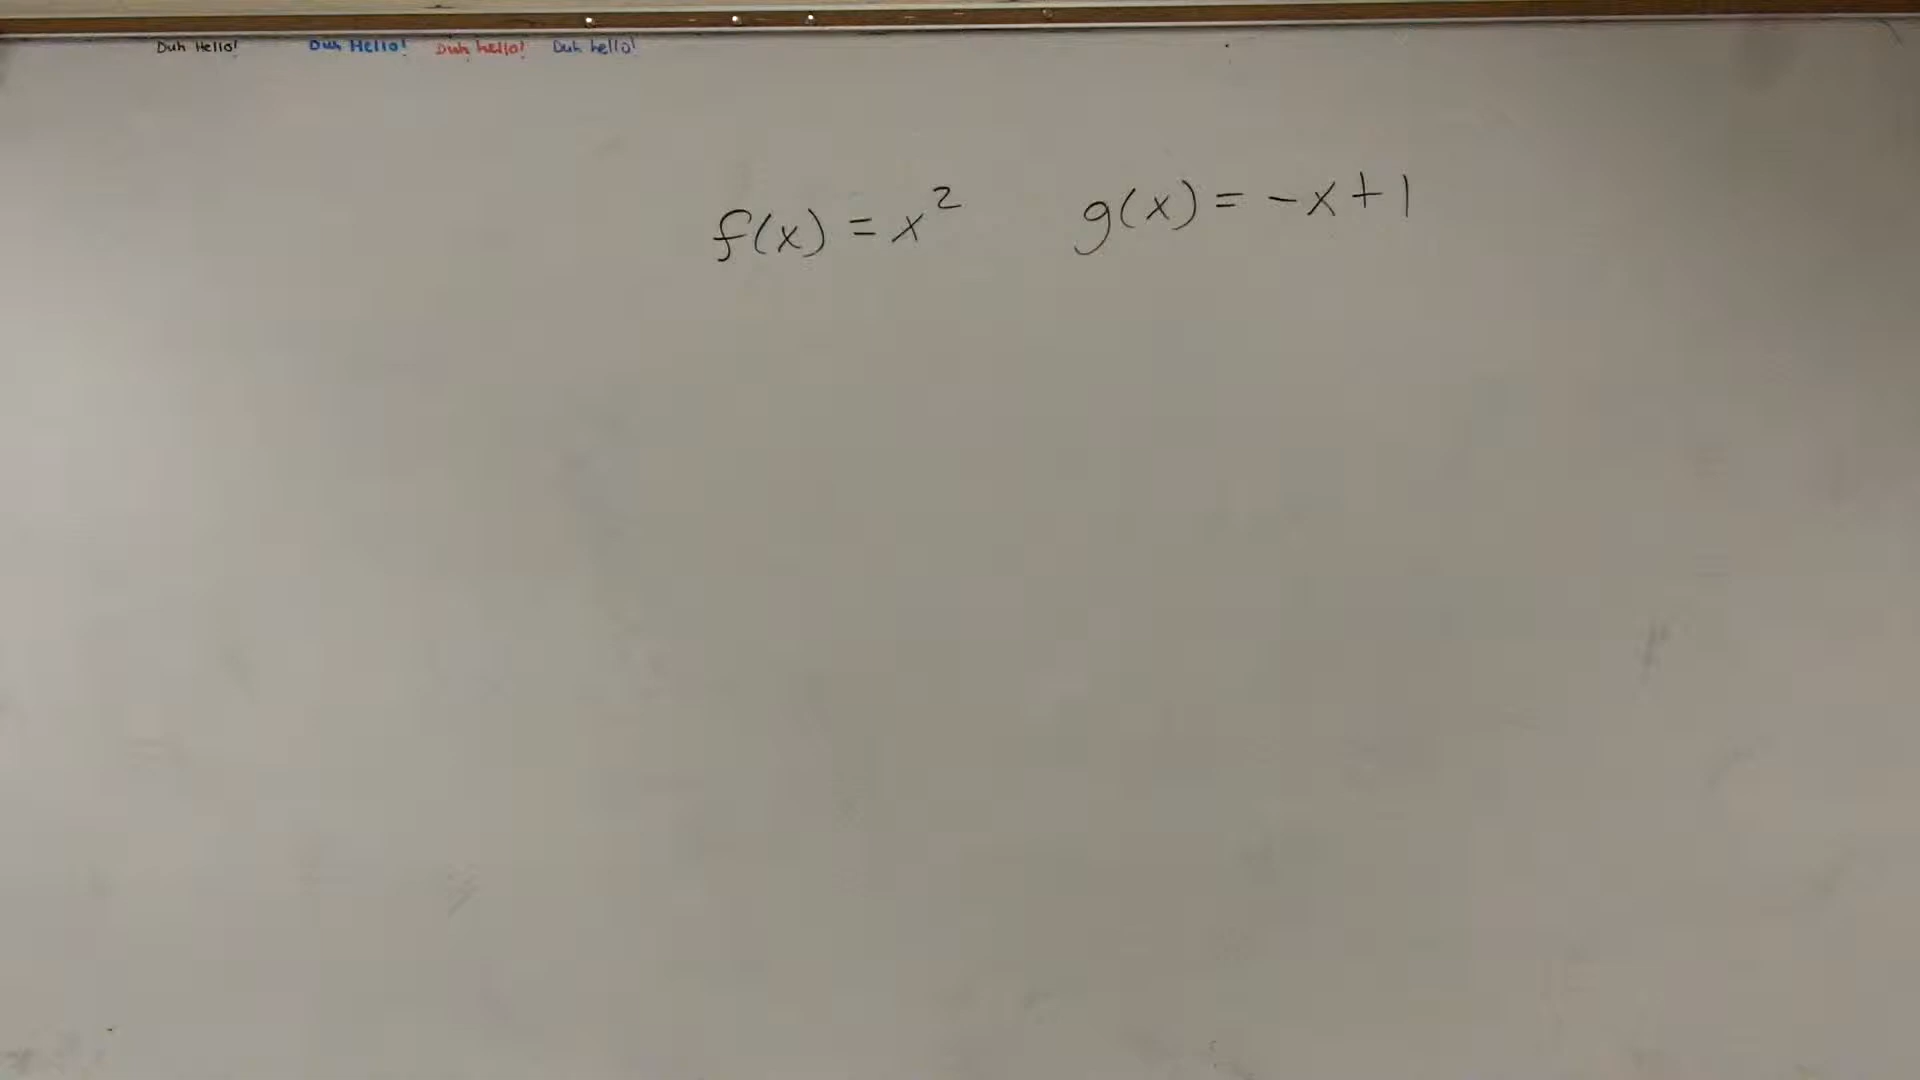 Duh Hello! Duh Hello! Duh hello! Duh hello!
f(x) = x² g(x) = -x+1